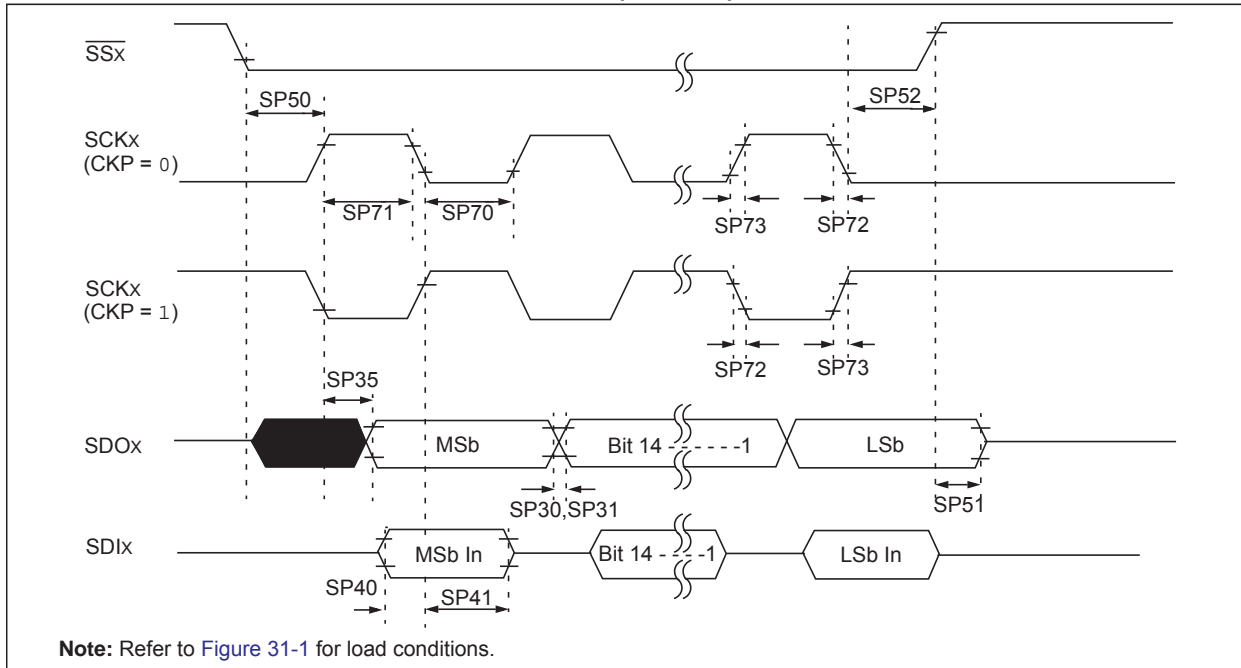 SSx
SP50
SP52
SCKx
(CKP = 0)
SP71
SP70
SP73
SP72
SCKx
(CKP = 1)
SP72
SP73
SP35
SDOx
MSb
Bit 14 - - - - - -1
LSb
SP30,SP31
SP51
SDIx
MSb In
Bit 14 - - - -1
LSb In
SP40
SP41
Note: Refer to Figure 31-1 for load conditions.